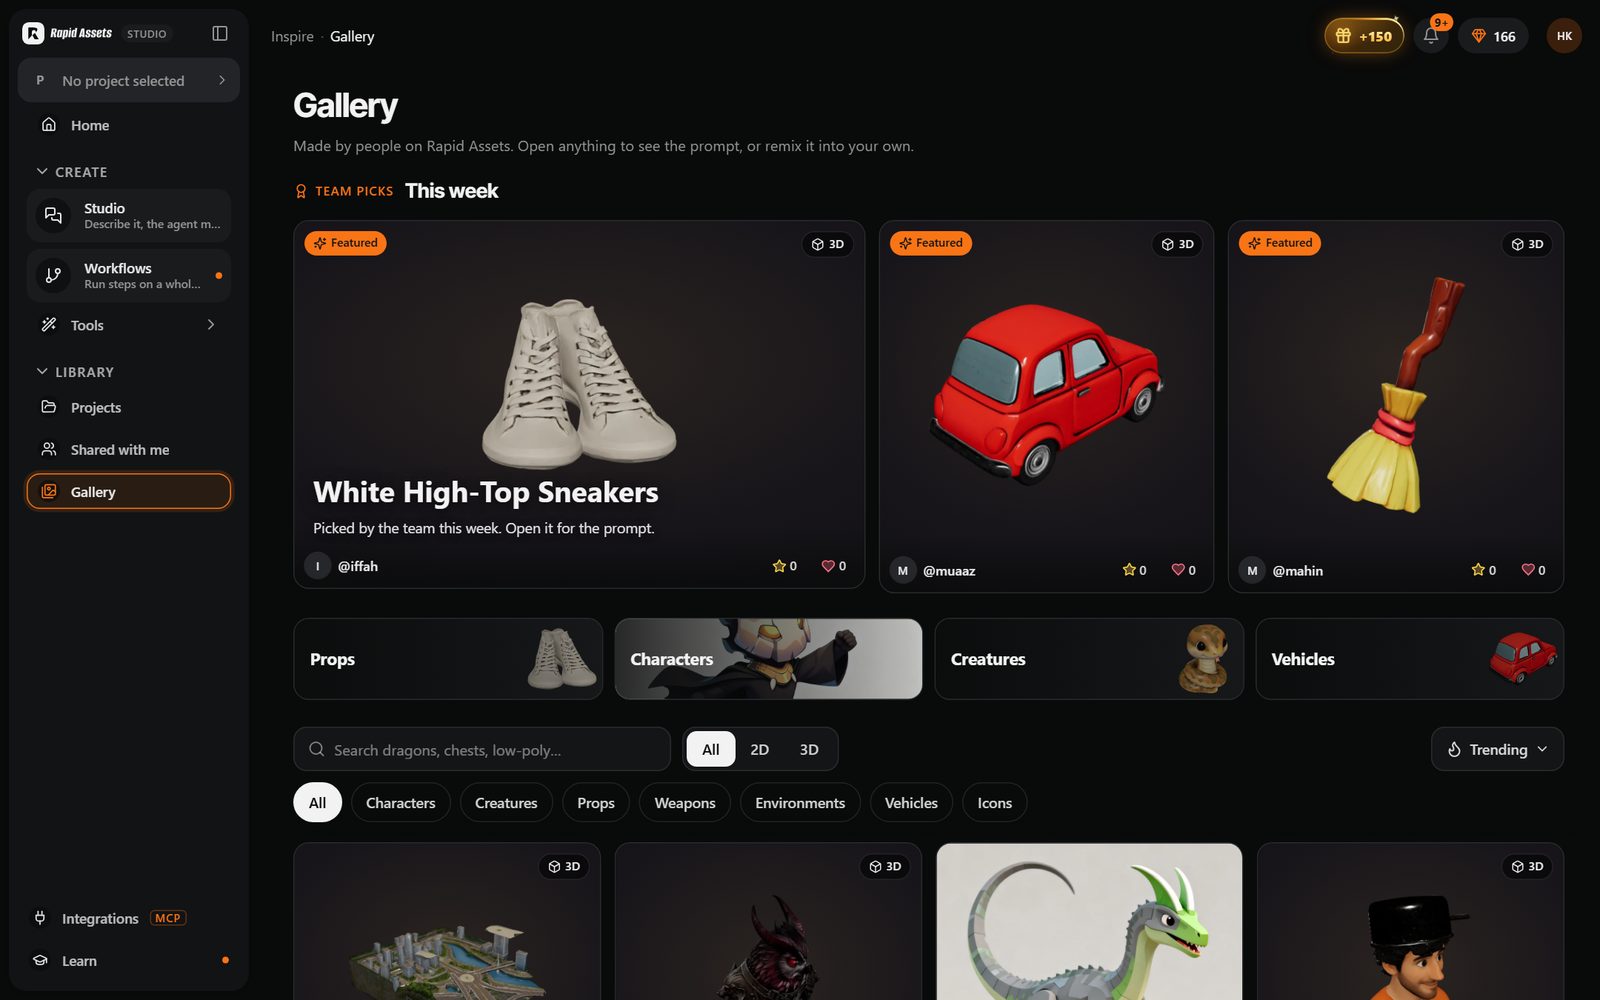 Rapid Assets STUDIO
P No project selected
Home
CREATE
Studio
Describe it, the agent m...
Workflows
Run steps on a whol...
Tools
LIBRARY
Projects
Shared with me
Gallery
Integrations MCP
Learn
Inspire · Gallery
+150
9+
166
HK
Gallery
Made by people on Rapid Assets. Open anything to see the prompt, or remix it into your own.
TEAM PICKS This week
Featured
3D
White High-Top Sneakers
Picked by the team this week. Open it for the prompt.
I @iffah
0 0
Featured
3D
M @muaaz
0 0
Featured
3D
M @mahin
0 0
Props
Characters
Creatures
Vehicles
Search dragons, chests, low-poly...
All 2D 3D
Trending
All Characters Creatures Props Weapons Environments Vehicles Icons
3D
3D
3D